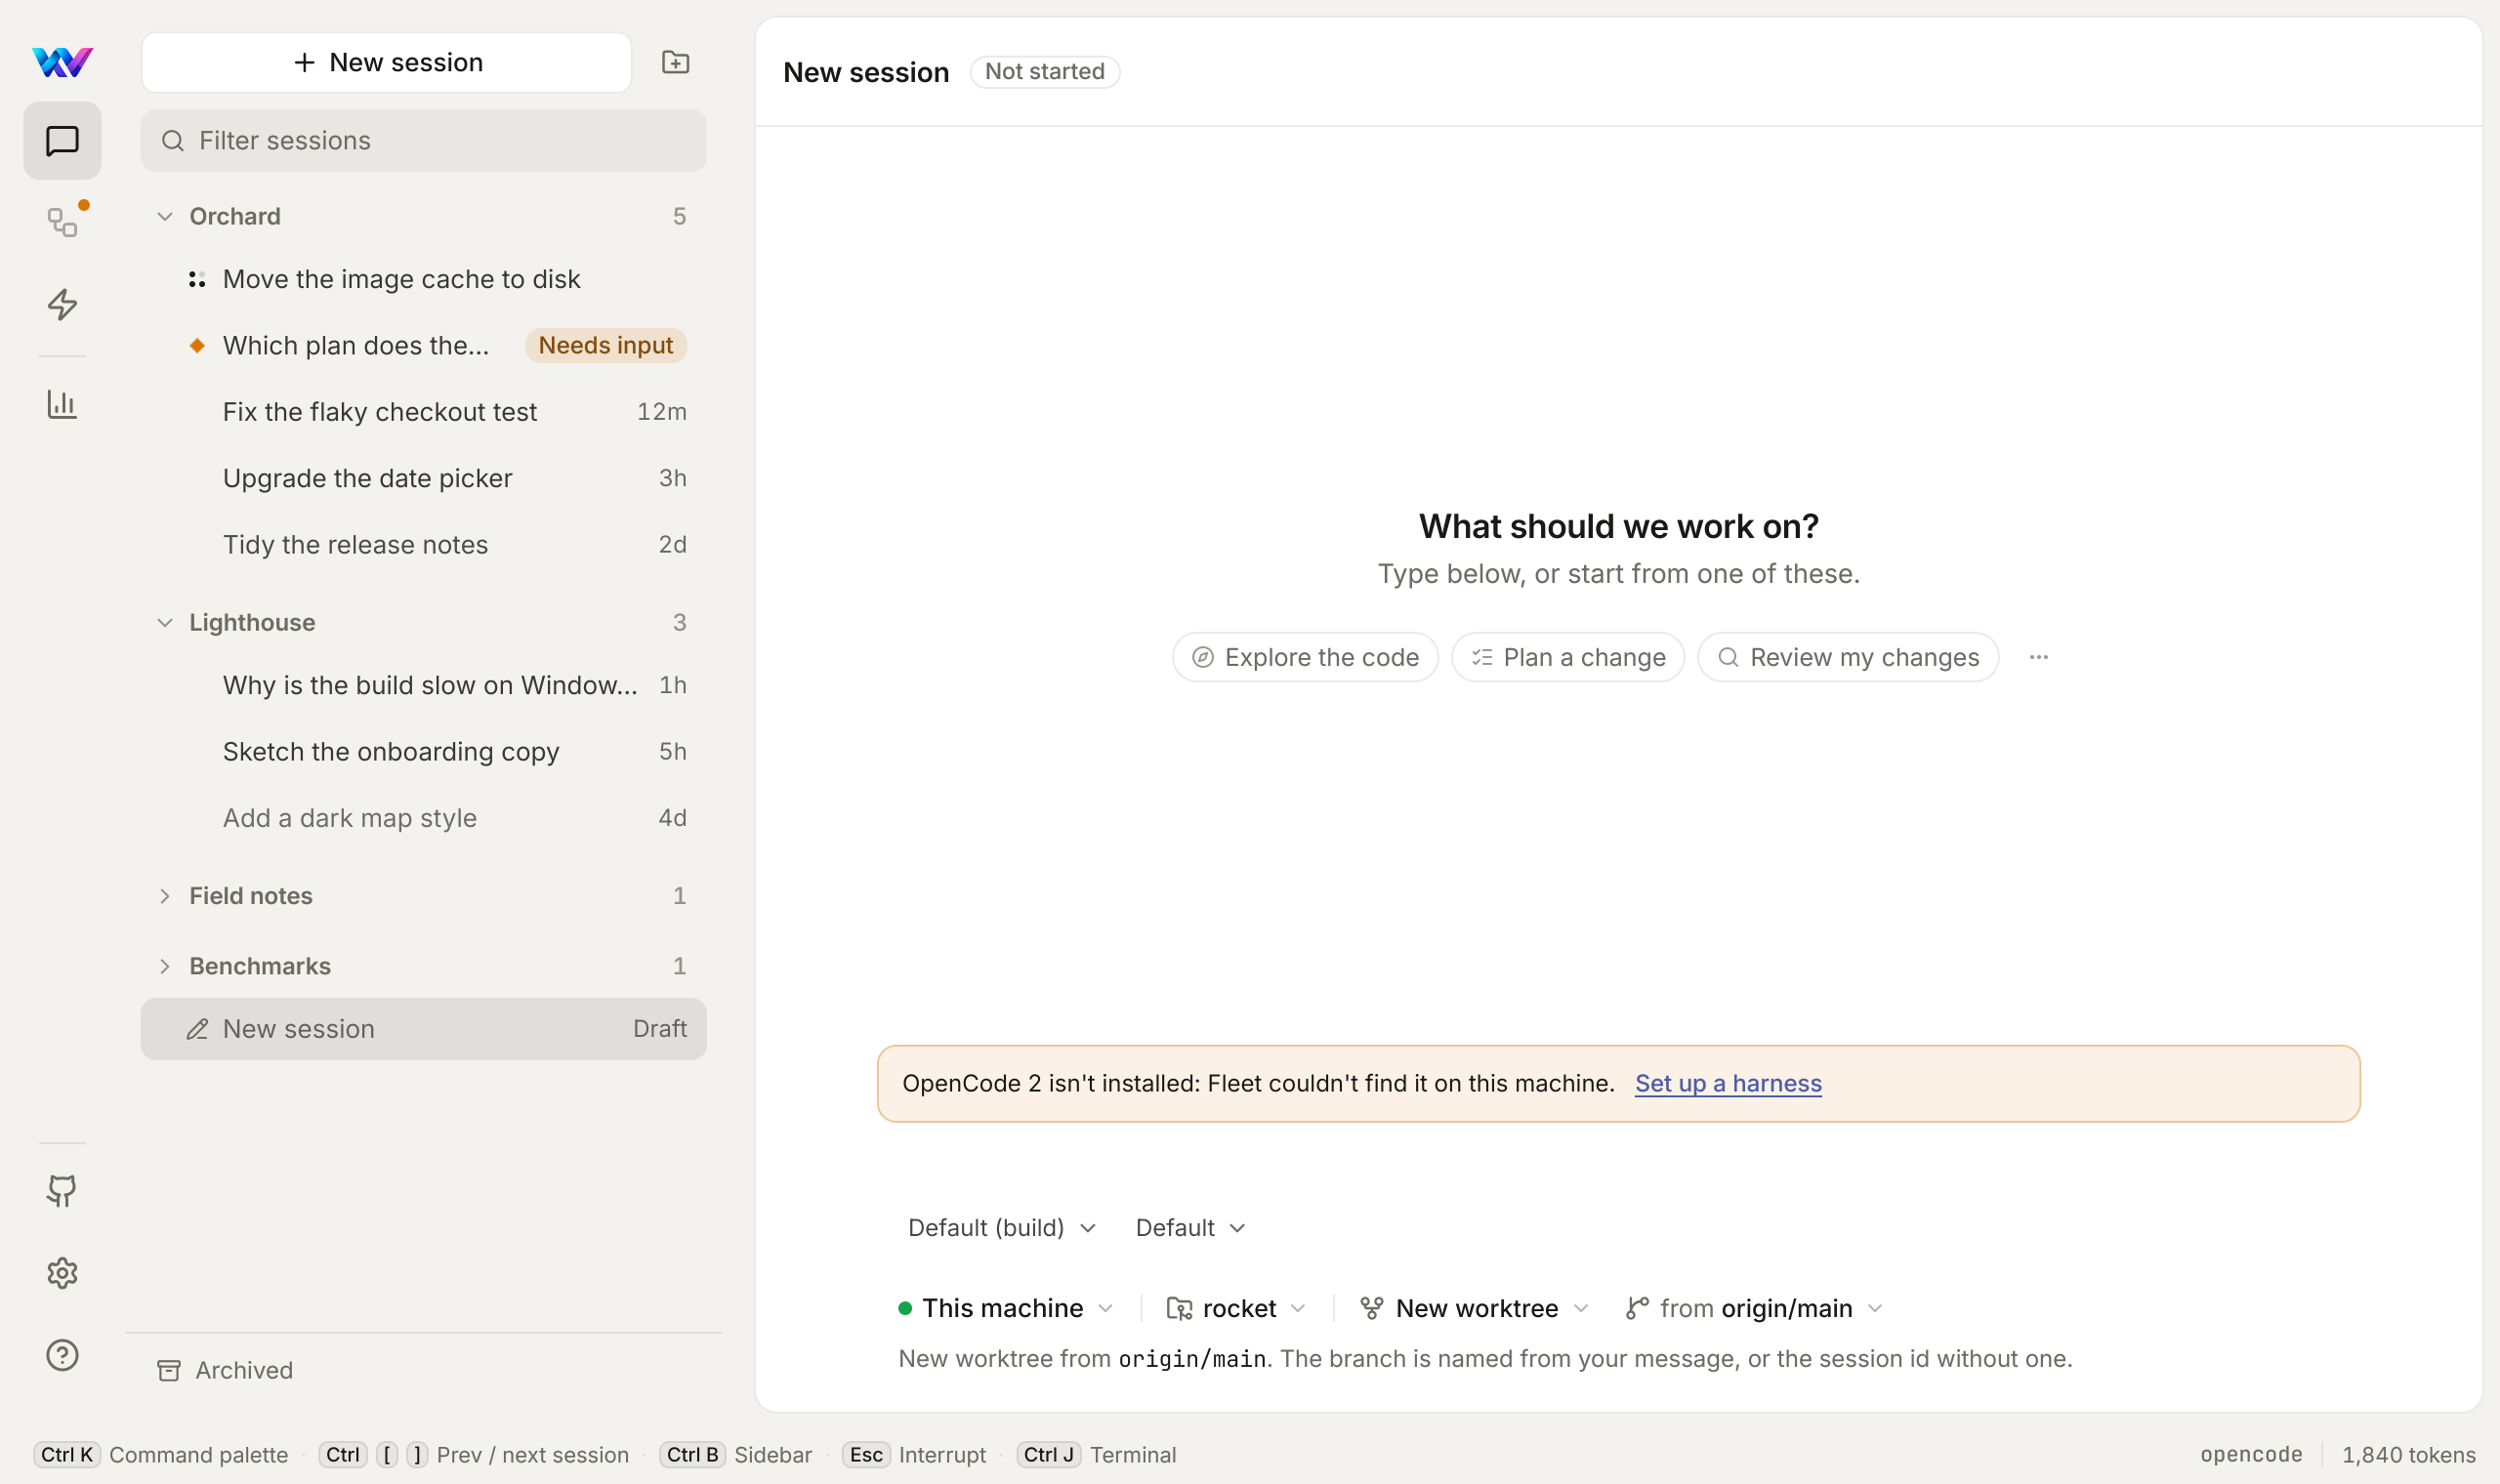 New session
Filter sessions
Orchard 5
Move the image cache to disk
Which plan does the... Needs input
Fix the flaky checkout test 12m
Upgrade the date picker 3h
Tidy the release notes 2d
Lighthouse 3
Why is the build slow on Window... 1h
Sketch the onboarding copy 5h
Add a dark map style 4d
Field notes 1
Benchmarks 1
New session Draft
Archived
New session Not started
What should we work on?
Type below, or start from one of these.
Explore the code Plan a change Review my changes ...
OpenCode 2 isn't installed: Fleet couldn't find it on this machine. Set up a harness
Default (build) Default
This machine rocket New worktree from origin/main
New worktree from origin/main. The branch is named from your message, or the session id without one.
Ctrl K Command palette · Ctrl [ ] Prev / next session · Ctrl B Sidebar · Esc Interrupt · Ctrl J Terminal opencode 1,840 tokens